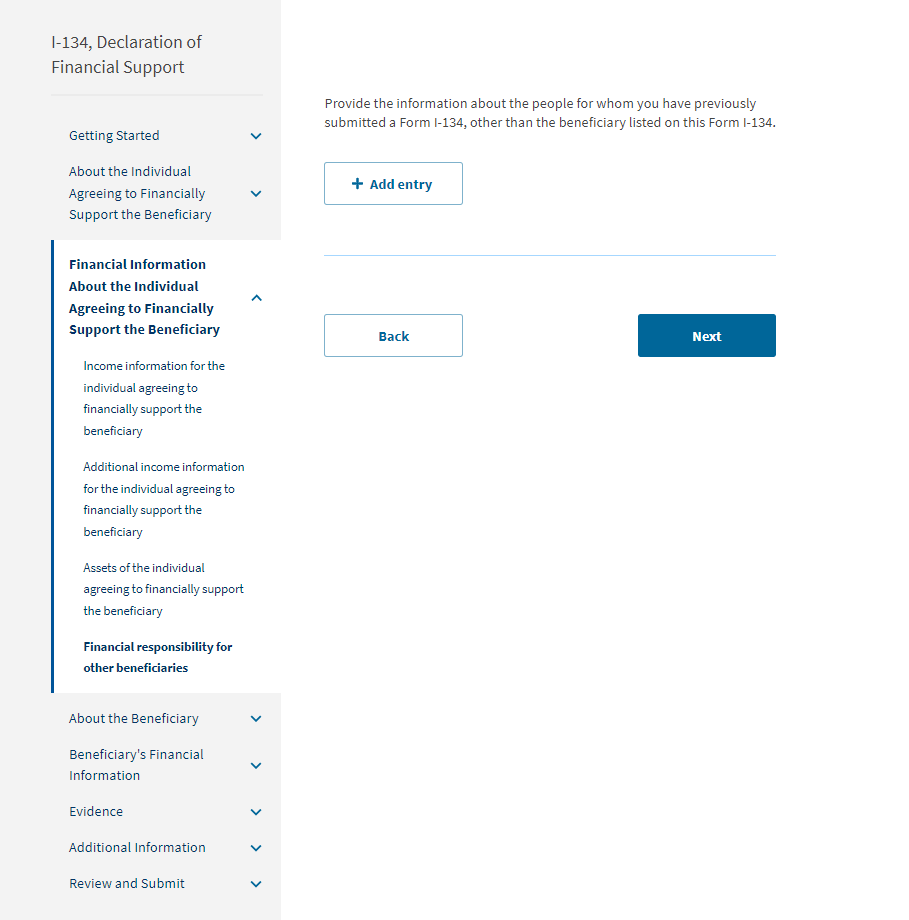 I-134, Declaration of
Financial Support
Getting Started
About the Individual
Agreeing to Financially
Support the Beneficiary
Financial Information
About the Individual
Agreeing to Financially
Support the Beneficiary
Income information for the
individual agreeing to
financially support the
beneficiary
Additional income information
for the individual agreeing to
financially support the
beneficiary
Assets of the individual
agreeing to financially support
the beneficiary
Financial responsibility for
other beneficiaries
About the Beneficiary
Beneficiary's Financial
Information
Evidence
Additional Information
Review and Submit
Provide the information about the people for whom you have previously
submitted a Form I-134, other than the beneficiary listed on this Form I-134.
+ Add entry
Back
Next